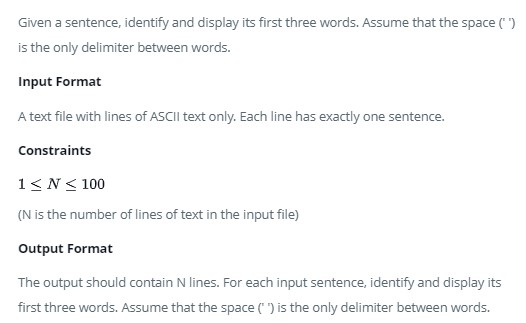 Given a sentence, identify and display its first three words. Assume that the space (' ')
is the only delimiter between words.
Input Format
A text file with lines of ASCII text only. Each line has exactly one sentence.
Constraints
1 ≤ N ≤ 100
(N is the number of lines of text in the input file)
Output Format
The output should contain N lines. For each input sentence, identify and display its
first three words. Assume that the space (' ') is the only delimiter between words.